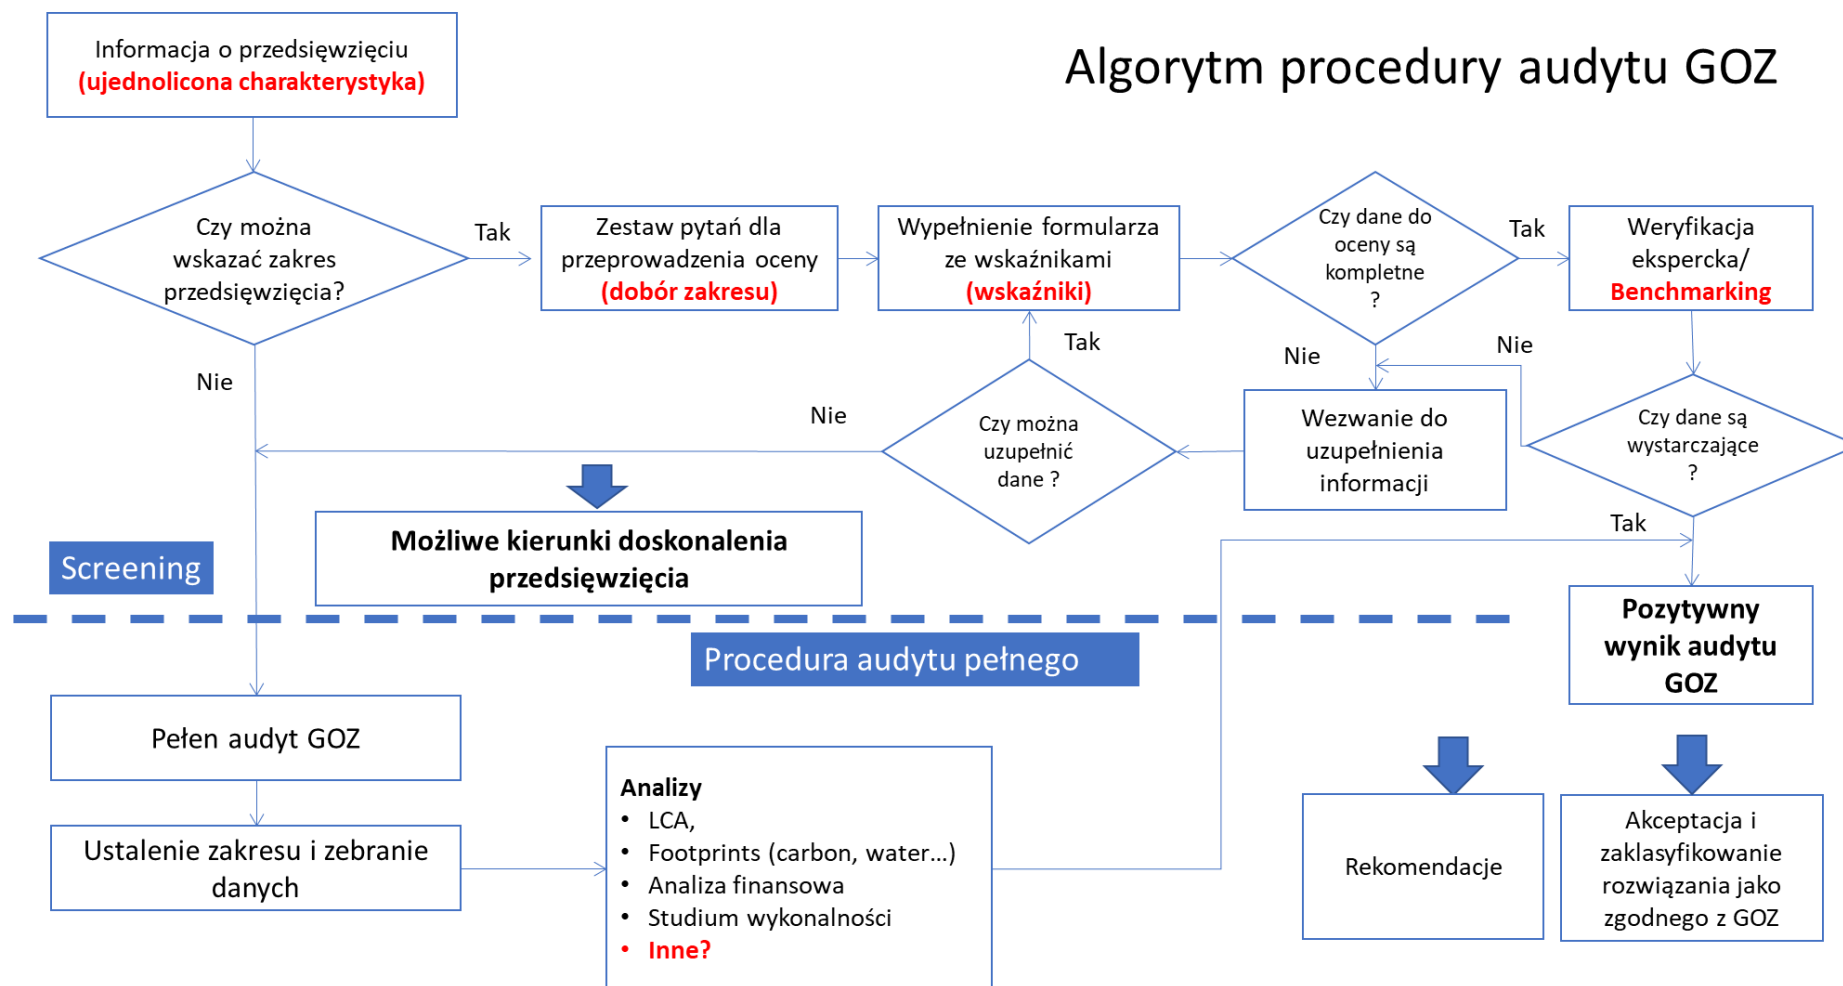 Algorytm procedury audytu GOZ
Informacja o przedsięwzięciu
(ujednolicona charakterystyka)
Czy można
wskazać zakres
przedsięwzięcia?
Tak
Nie
Zestaw pytań dla
przeprowadzenia oceny
(dobór zakresu)
Wypełnienie formularza
ze wskaźnikami
(wskaźniki)
Czy dane do
oceny są
kompletne
?
Tak
Nie
Weryfikacja
ekspercka/
Benchmarking
Czy dane są
wystarczające
?
Nie
Tak
Wezwanie do
uzupełnienia
informacji
Czy można
uzupełnić
dane ?
Tak
Nie
Możliwe kierunki doskonalenia
przedsięwzięcia
Screening
Procedura audytu pełnego
Pełen audyt GOZ
Ustalenie zakresu i zebranie
danych
Analizy
• LCA,
• Footprints (carbon, water...)
• Analiza finansowa
• Studium wykonalności
• Inne?
Pozytywny
wynik audytu
GOZ
Rekomendacje
Akceptacja i
zaklasyfikowanie
rozwiązania jako
zgodnego z GOZ